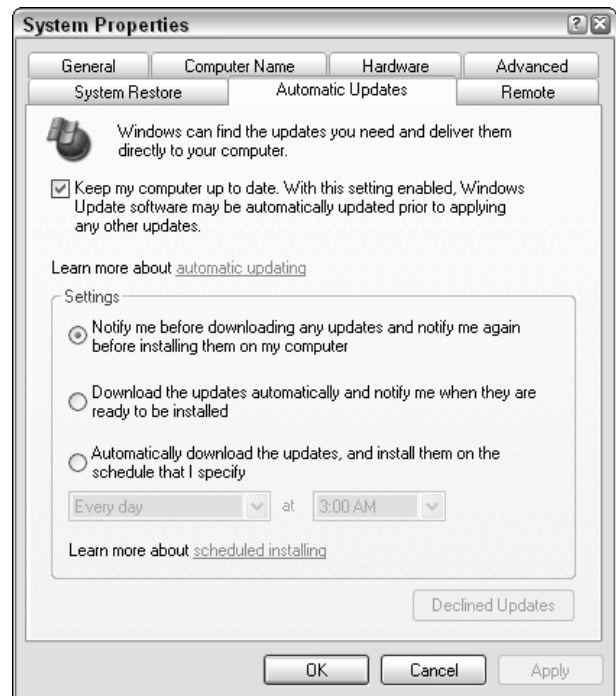 System Properties
General
Computer Name
Hardware
Advanced
System Restore
Automatic Updates
Remote
Windows can find the updates you need and deliver them
directly to your computer.
Keep my computer up to date. With this setting enabled, Windows
Update software may be automatically updated prior to applying
any other updates.
Learn more about automatic updating
Settings
Notify me before downloading any updates and notify me again
before installing them on my computer
Download the updates automatically and notify me when they are
ready to be installed
Automatically download the updates, and install them on the
schedule that I specify
Every day at 3:00 AM
Learn more about scheduled installing
Declined Updates
OK
Cancel
Apply